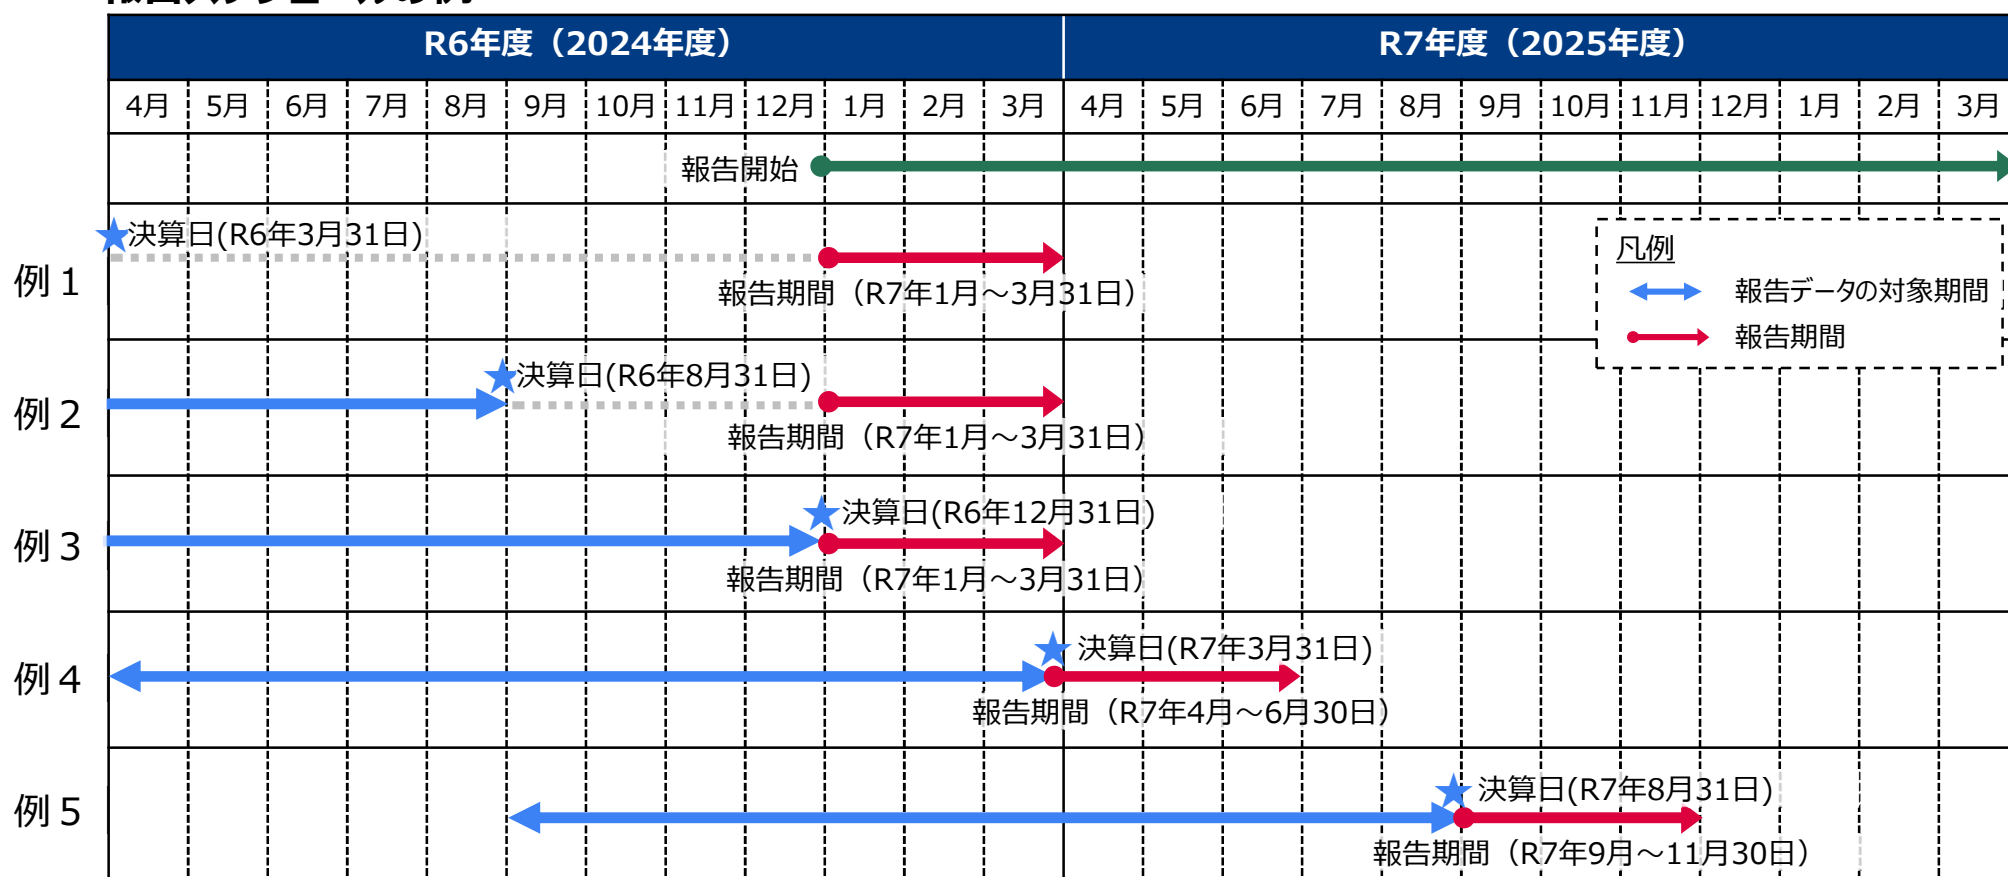 R6年度（2024年度） R7年度（2025年度）
4月 5月 6月 7月 8月 9月 10月 11月 12月 1月 2月 3月 4月 5月 6月 7月 8月 9月 10月 11月 12月 1月 2月 3月
報告開始
決算日(R6年3月31日)
凡例
例１
報告データの対象期間
報告期間（R7年1月～3月31日）
報告期間
決算日(R6年8月31日)
例２
報告期間（R7年1月～3月31日）
決算日(R6年12月31日)
例３
報告期間（R7年1月～3月31日）
決算日(R7年3月31日)
例４
報告期間（R7年4月～6月30日）
決算日(R7年8月31日)
例５
報告期間（R7年9月～11月30日）